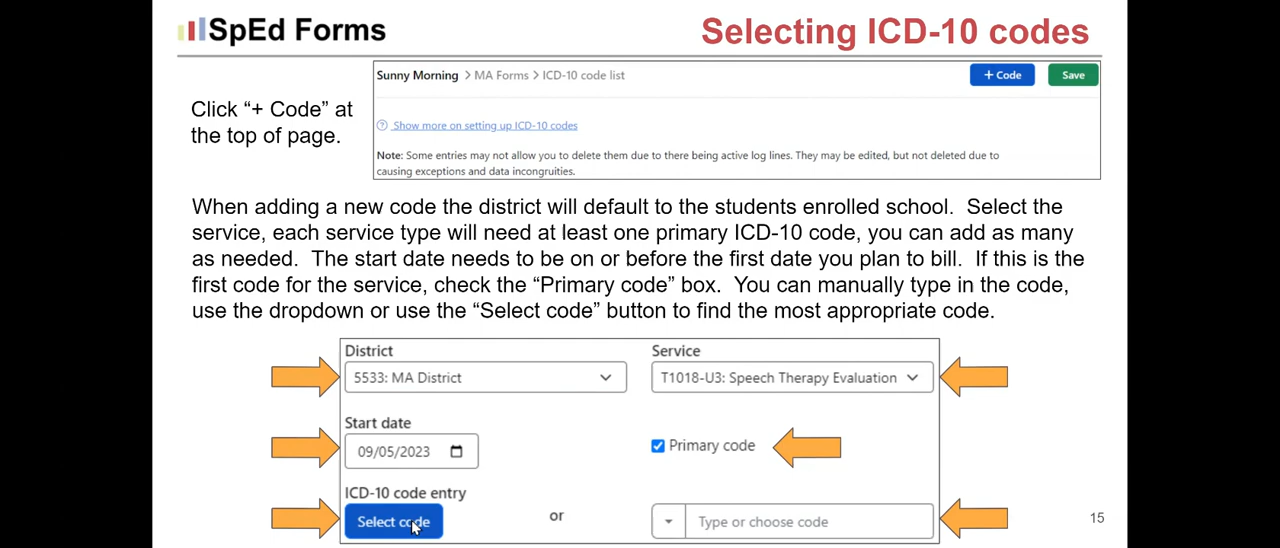 SpEd Forms
Selecting ICD-10 codes
Click “+ Code” at
the top of page.
Sunny Morning > MA Forms > ICD-10 code list
+ Code
Save
? Show more on setting up ICD-10 codes
Note: Some entries may not allow you to delete them due to there being active log lines. They may be edited, but not deleted due to
causing exceptions and data incongruities.
When adding a new code the district will default to the students enrolled school. Select the
service, each service type will need at least one primary ICD-10 code, you can add as many
as needed. The start date needs to be on or before the first date you plan to bill. If this is the
first code for the service, check the “Primary code” box. You can manually type in the code,
use the dropdown or use the “Select code” button to find the most appropriate code.
District
Service
5533: MA District
T1018-U3: Speech Therapy Evaluation
Start date
09/05/2023
Primary code
ICD-10 code entry
Select code
or
Type or choose code
15